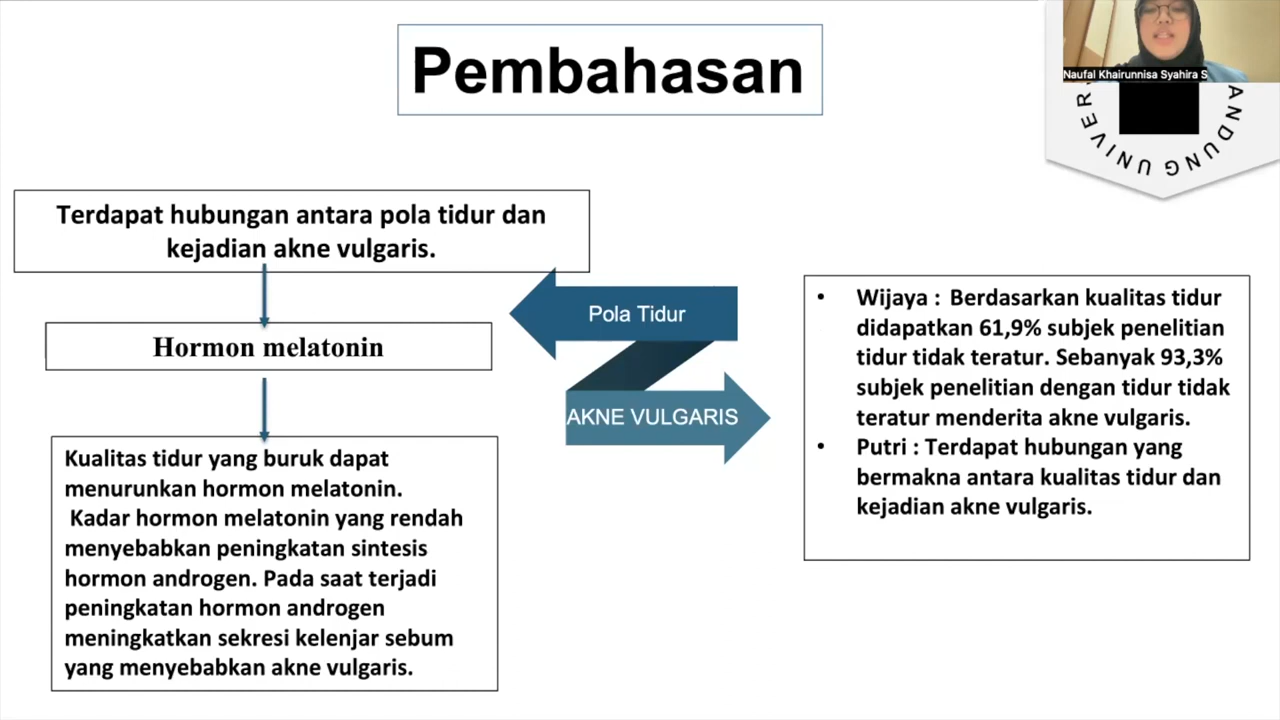 Pembahasan
Naufal Khairunnisa Syahira S
ANDUNG UNIVER
Terdapat hubungan antara pola tidur dan
kejadian akne vulgaris.
Hormon melatonin
Kualitas tidur yang buruk dapat
menurunkan hormon melatonin.
Kadar hormon melatonin yang rendah
menyebabkan peningkatan sintesis
hormon androgen. Pada saat terjadi
peningkatan hormon androgen
meningkatkan sekresi kelenjar sebum
yang menyebabkan akne vulgaris.
Pola Tidur
AKNE VULGARIS
• Wijaya : Berdasarkan kualitas tidur
didapatkan 61,9% subjek penelitian
tidur tidak teratur. Sebanyak 93,3%
subjek penelitian dengan tidur tidak
teratur menderita akne vulgaris.
• Putri : Terdapat hubungan yang
bermakna antara kualitas tidur dan
kejadian akne vulgaris.